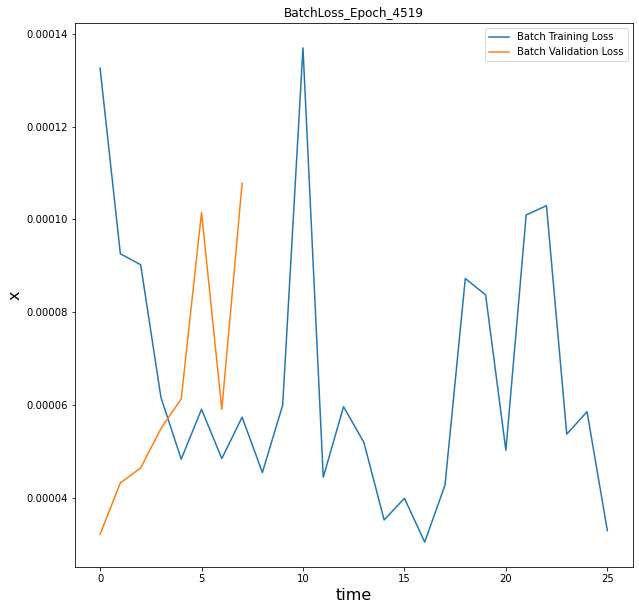 BatchLoss_Epoch_4519
Batch Training Loss
Batch Validation Loss
0.00014
0.00012
0.00010
0.00008
0.00006
0.00004
x
0 5 10 15 20 25
time